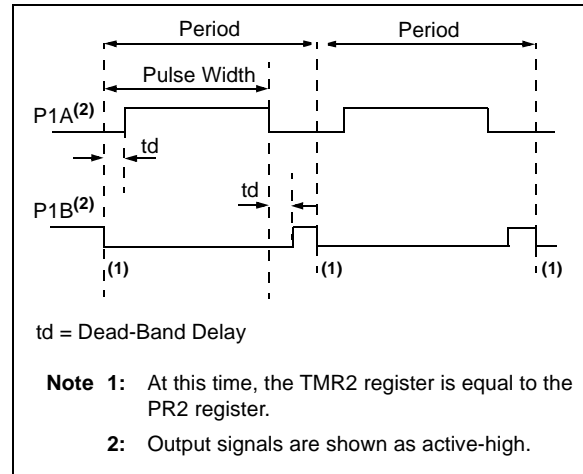 Period Period
Pulse Width
P1A(2)
td
td
P1B(2)
(1) (1) (1)
td = Dead-Band Delay
Note 1: At this time, the TMR2 register is equal to the
PR2 register.
2: Output signals are shown as active-high.